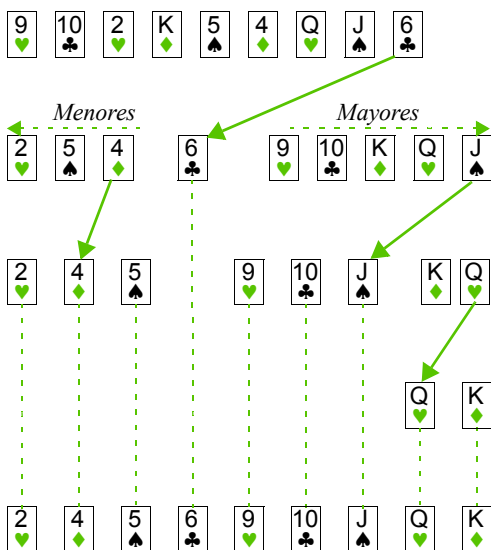 9♥ 10♣ 2♥ K♦ 5♠ 4♦ Q♥ J♠ 6♣
Menores Mayores
2♥ 5♠ 4♦ 6♣ 9♥ 10♣ K♦ Q♥ J♠
2♥ 4♦ 5♠ 9♥ 10♣ J♠ K♦ Q♥
Q♥ K♦
2♥ 4♦ 5♠ 6♣ 9♥ 10♣ J♠ Q♥ K♦